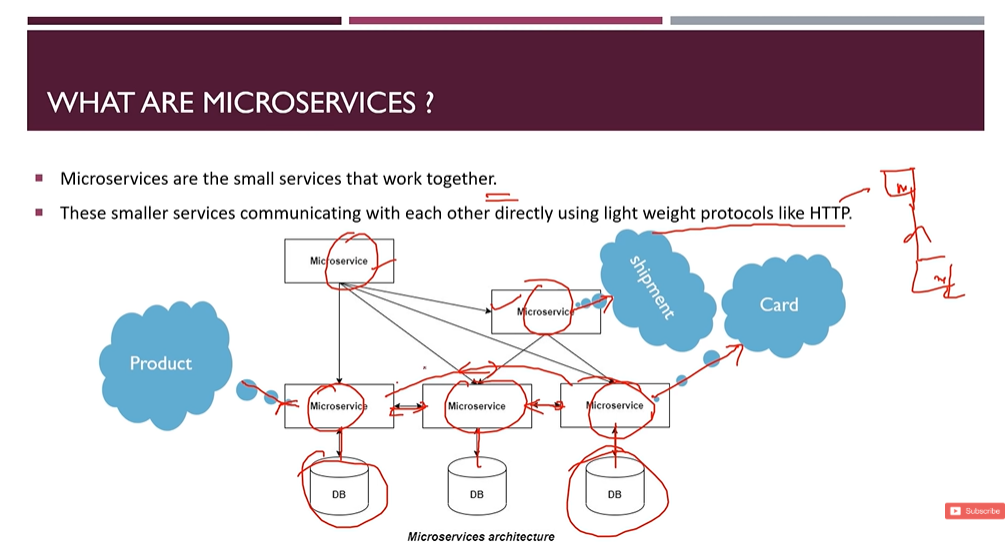 WHAT ARE MICROSERVICES ?
Microservices are the small services that work together.
These smaller services communicating with each other directly using light weight protocols like HTTP.
Microservice
shipment
Microservice
Card
Product
Microservice
Microservice
Microservice
DB
DB
DB
Subscribe
Microservices architecture